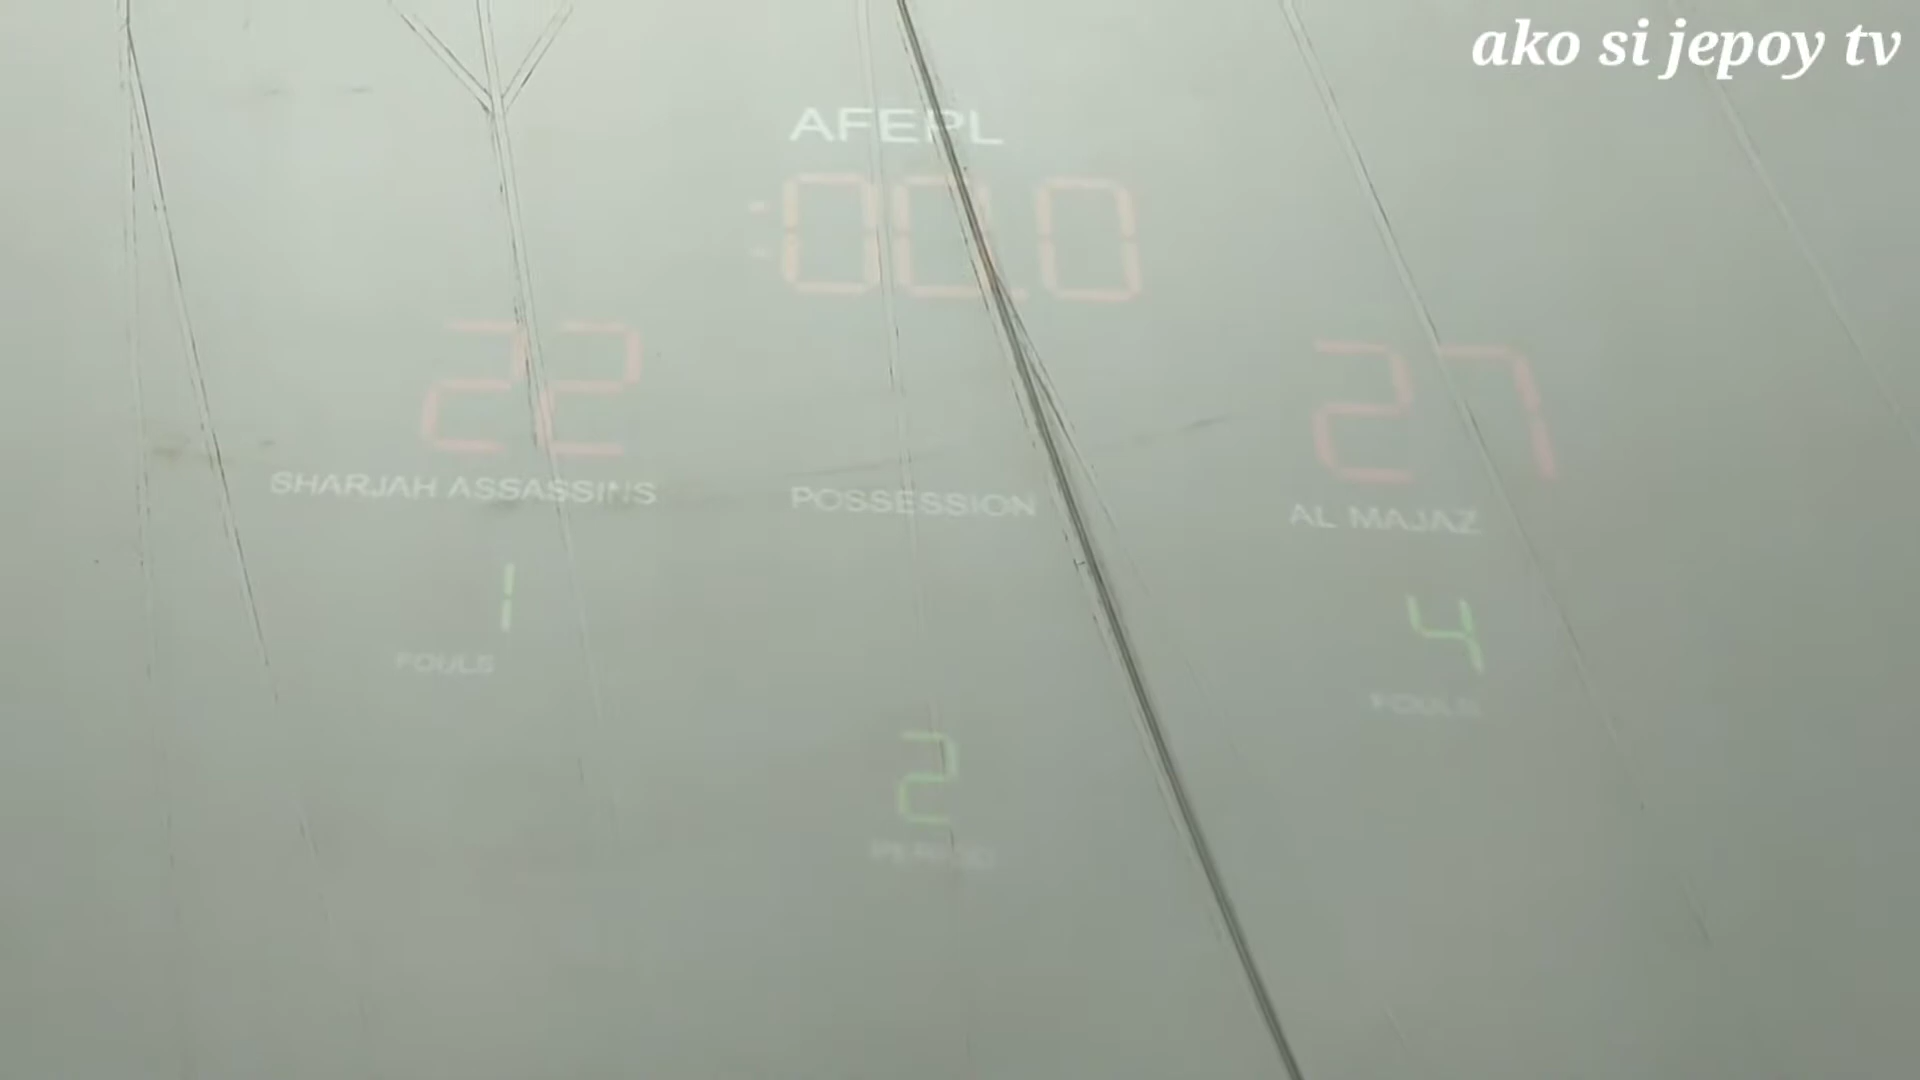 ako si jepoy tv
AFEPL
:00.0
22 27
SHARJAH ASSASSINS POSSESSION AL MAJAZ
1 4
FOULS FOULS
2
PERIOD